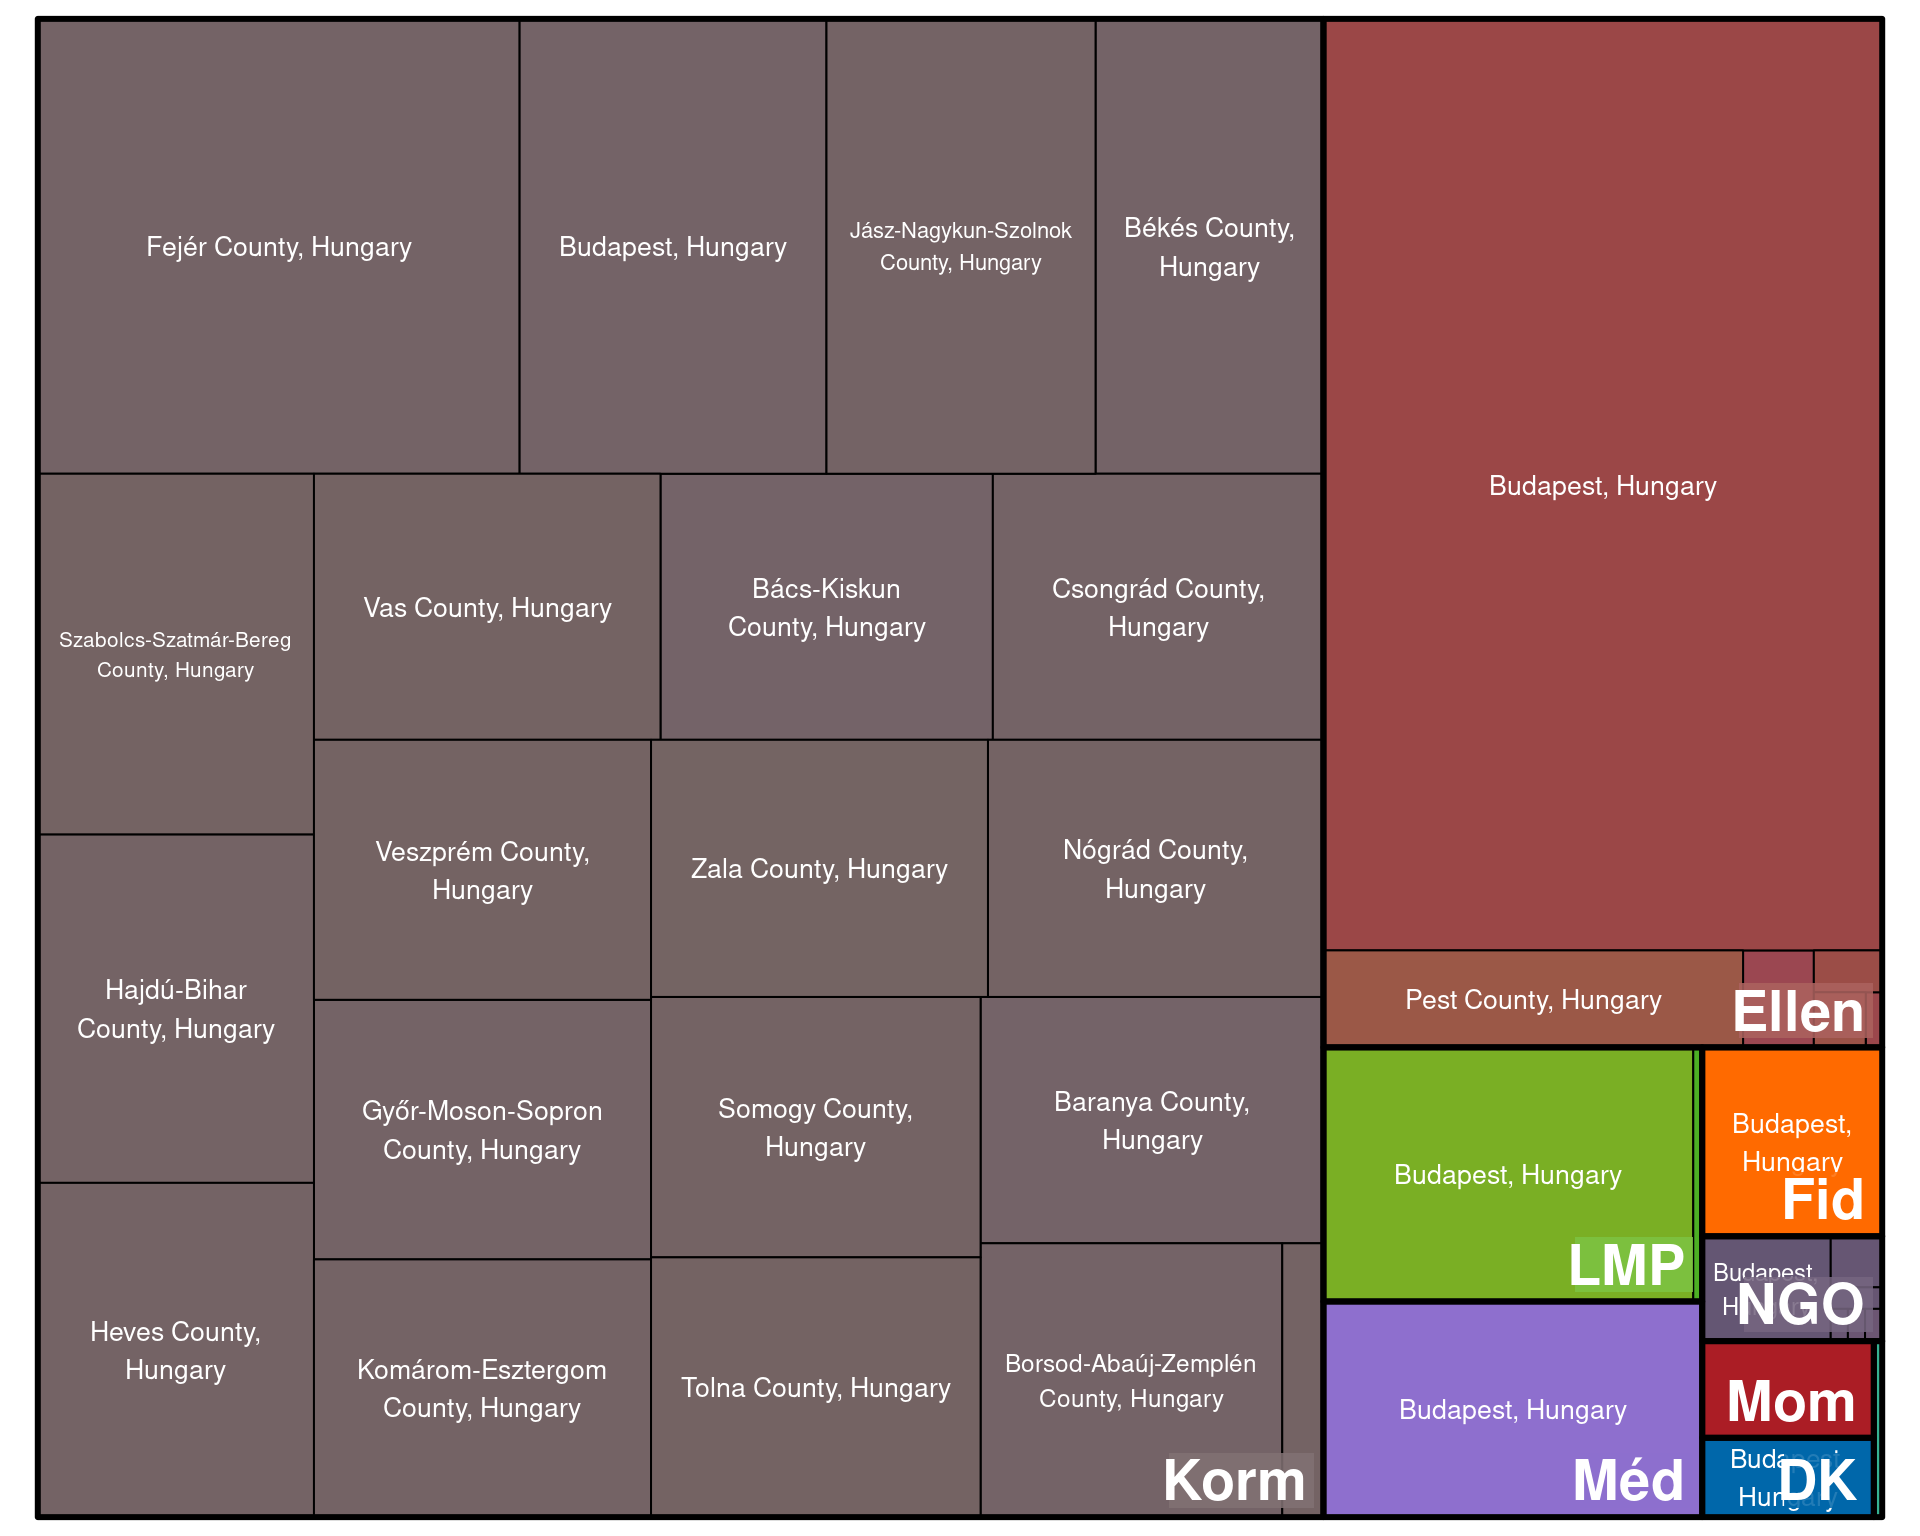 Fejér County, Hungary
Budapest, Hungary
Jász-Nagykun-Szolnok
County, Hungary
Békés County,
Hungary
Szabolcs-Szatmár-Bereg
County, Hungary
Vas County, Hungary
Bács-Kiskun
County, Hungary
Csongrád County,
Hungary
Hajdú-Bihar
County, Hungary
Veszprém County,
Hungary
Zala County, Hungary
Nógrád County,
Hungary
Heves County,
Hungary
Győr-Moson-Sopron
County, Hungary
Somogy County,
Hungary
Baranya County,
Hungary
Komárom-Esztergom
County, Hungary
Tolna County, Hungary
Borsod-Abaúj-Zemplén
County, Hungary
Korm
Budapest, Hungary
Pest County, Hungary
Ellen
Budapest, Hungary
LMP
Budapest,
Hungary
Fid
Budapest,
NGO
Budapest, Hungary
Méd
Mom
Budapest,
Hungary
DK